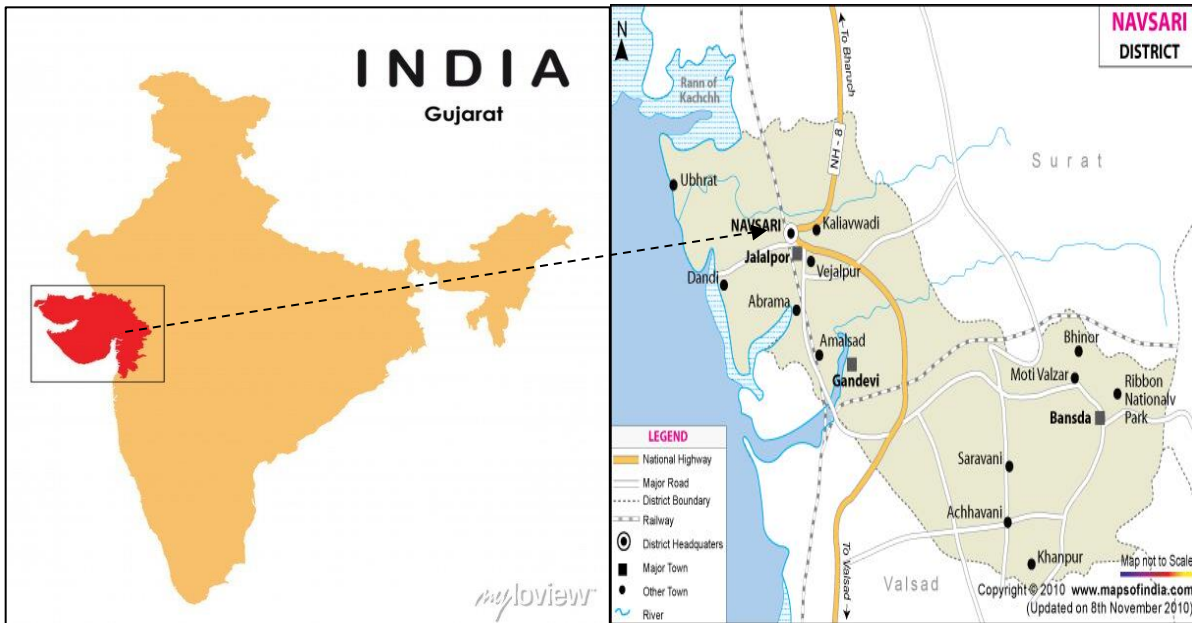 INDIA
Gujarat
myloview
NAVSARI
DISTRICT
N
To Bharuch
Rann of
Kachchh
NH - 8
Surat
Ubhrat
NAVSARI
Kaliavwadi
Jalalpor
Vejalpur
Dandi
Abrama
Amalsad
Gandevi
Bhinor
Moti Valzar
Ribbon
Nationalv
Park
Bansda
Saravani
Achhavani
Khanpur
To Valsad
Valsad
LEGEND
National Highway
Major Road
District Boundary
Railway
District Headquaters
Major Town
Other Town
River
Map not to Scale
Copyright © 2010 www.mapsofindia.com
(Updated on 8th November 2010)